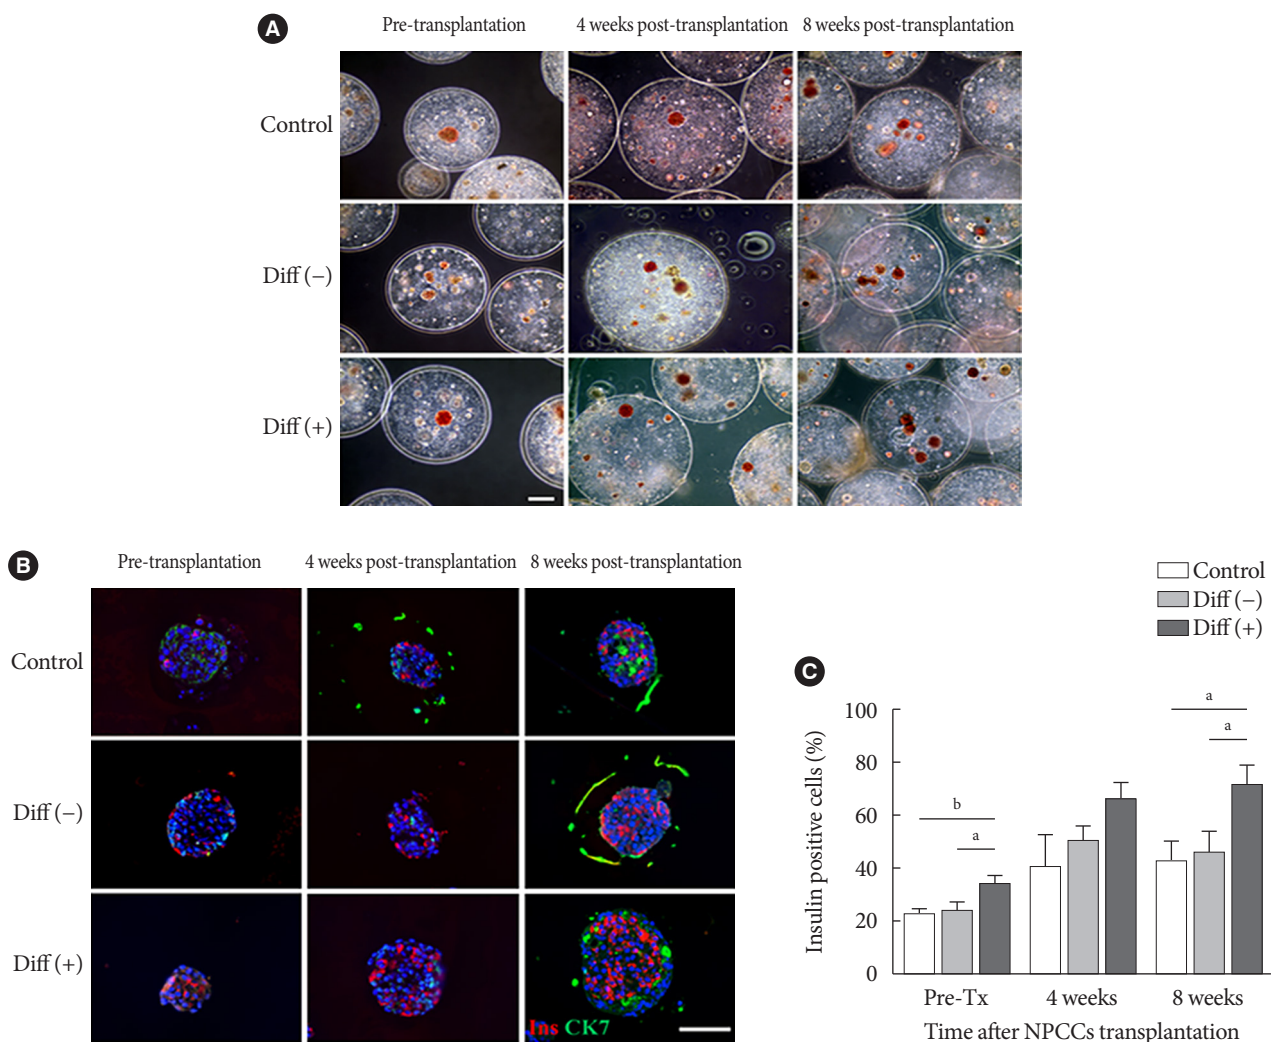 A
Pre-transplantation 4 weeks post-transplantation 8 weeks post-transplantation
Control
Diff (−)
Diff (+)
B
Pre-transplantation 4 weeks post-transplantation 8 weeks post-transplantation
Control
Diff (−)
Diff (+)
Ins CK7
Control
Diff (−)
Diff (+)
C
Insulin positive cells (%)
100
80
60
40
20
0
b
a
a
a
Pre-Tx 4 weeks 8 weeks
Time after NPCCs transplantation